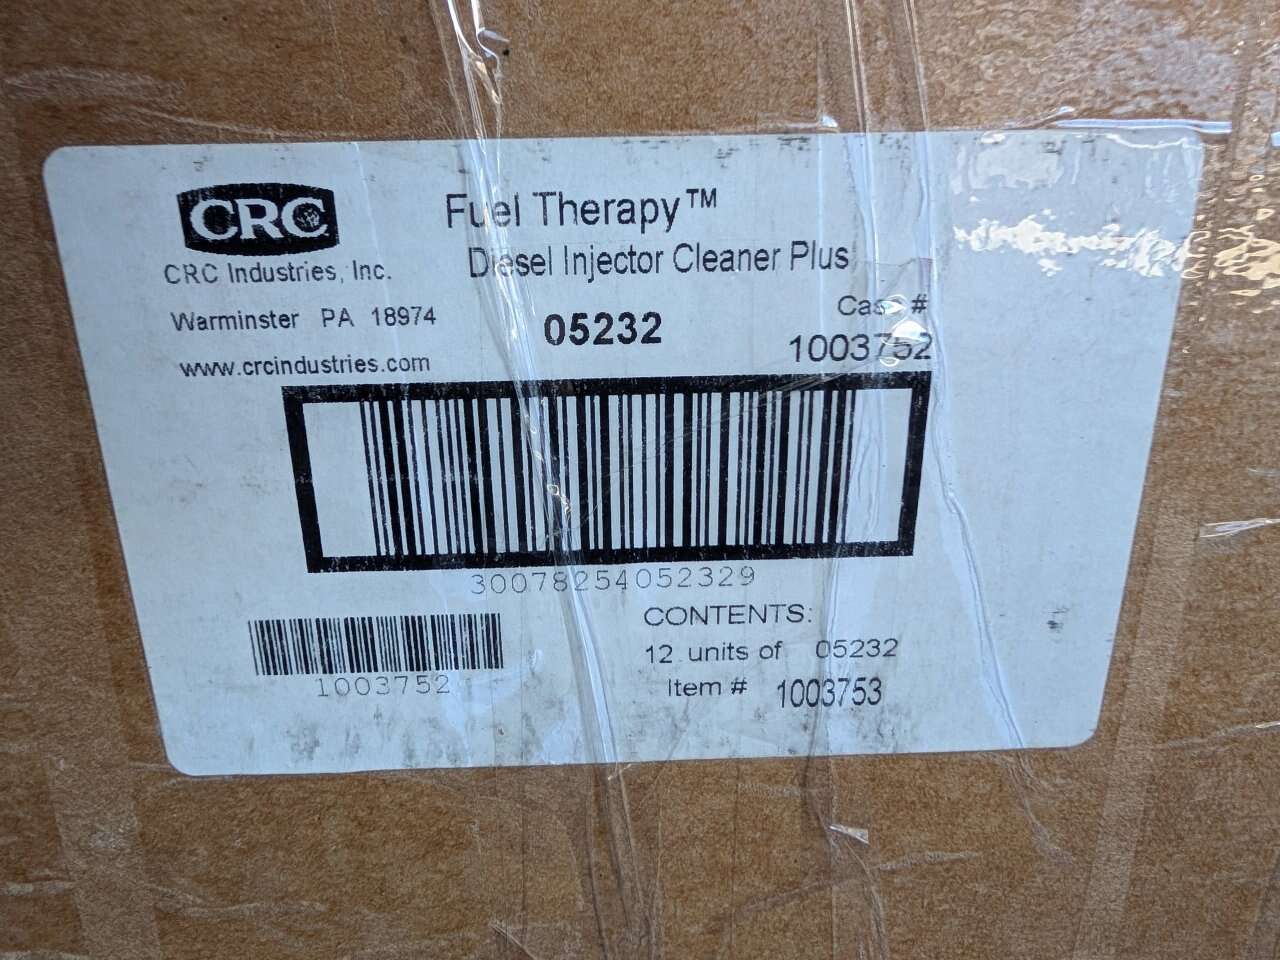 CRC
CRC Industries, Inc.
Warminster PA 18974
www.crcindustries.com
Fuel Therapy™
Diesel Injector Cleaner Plus
05232
Case #
1003752
30078254052329
1003752
CONTENTS:
12 units of 05232
Item # 1003753